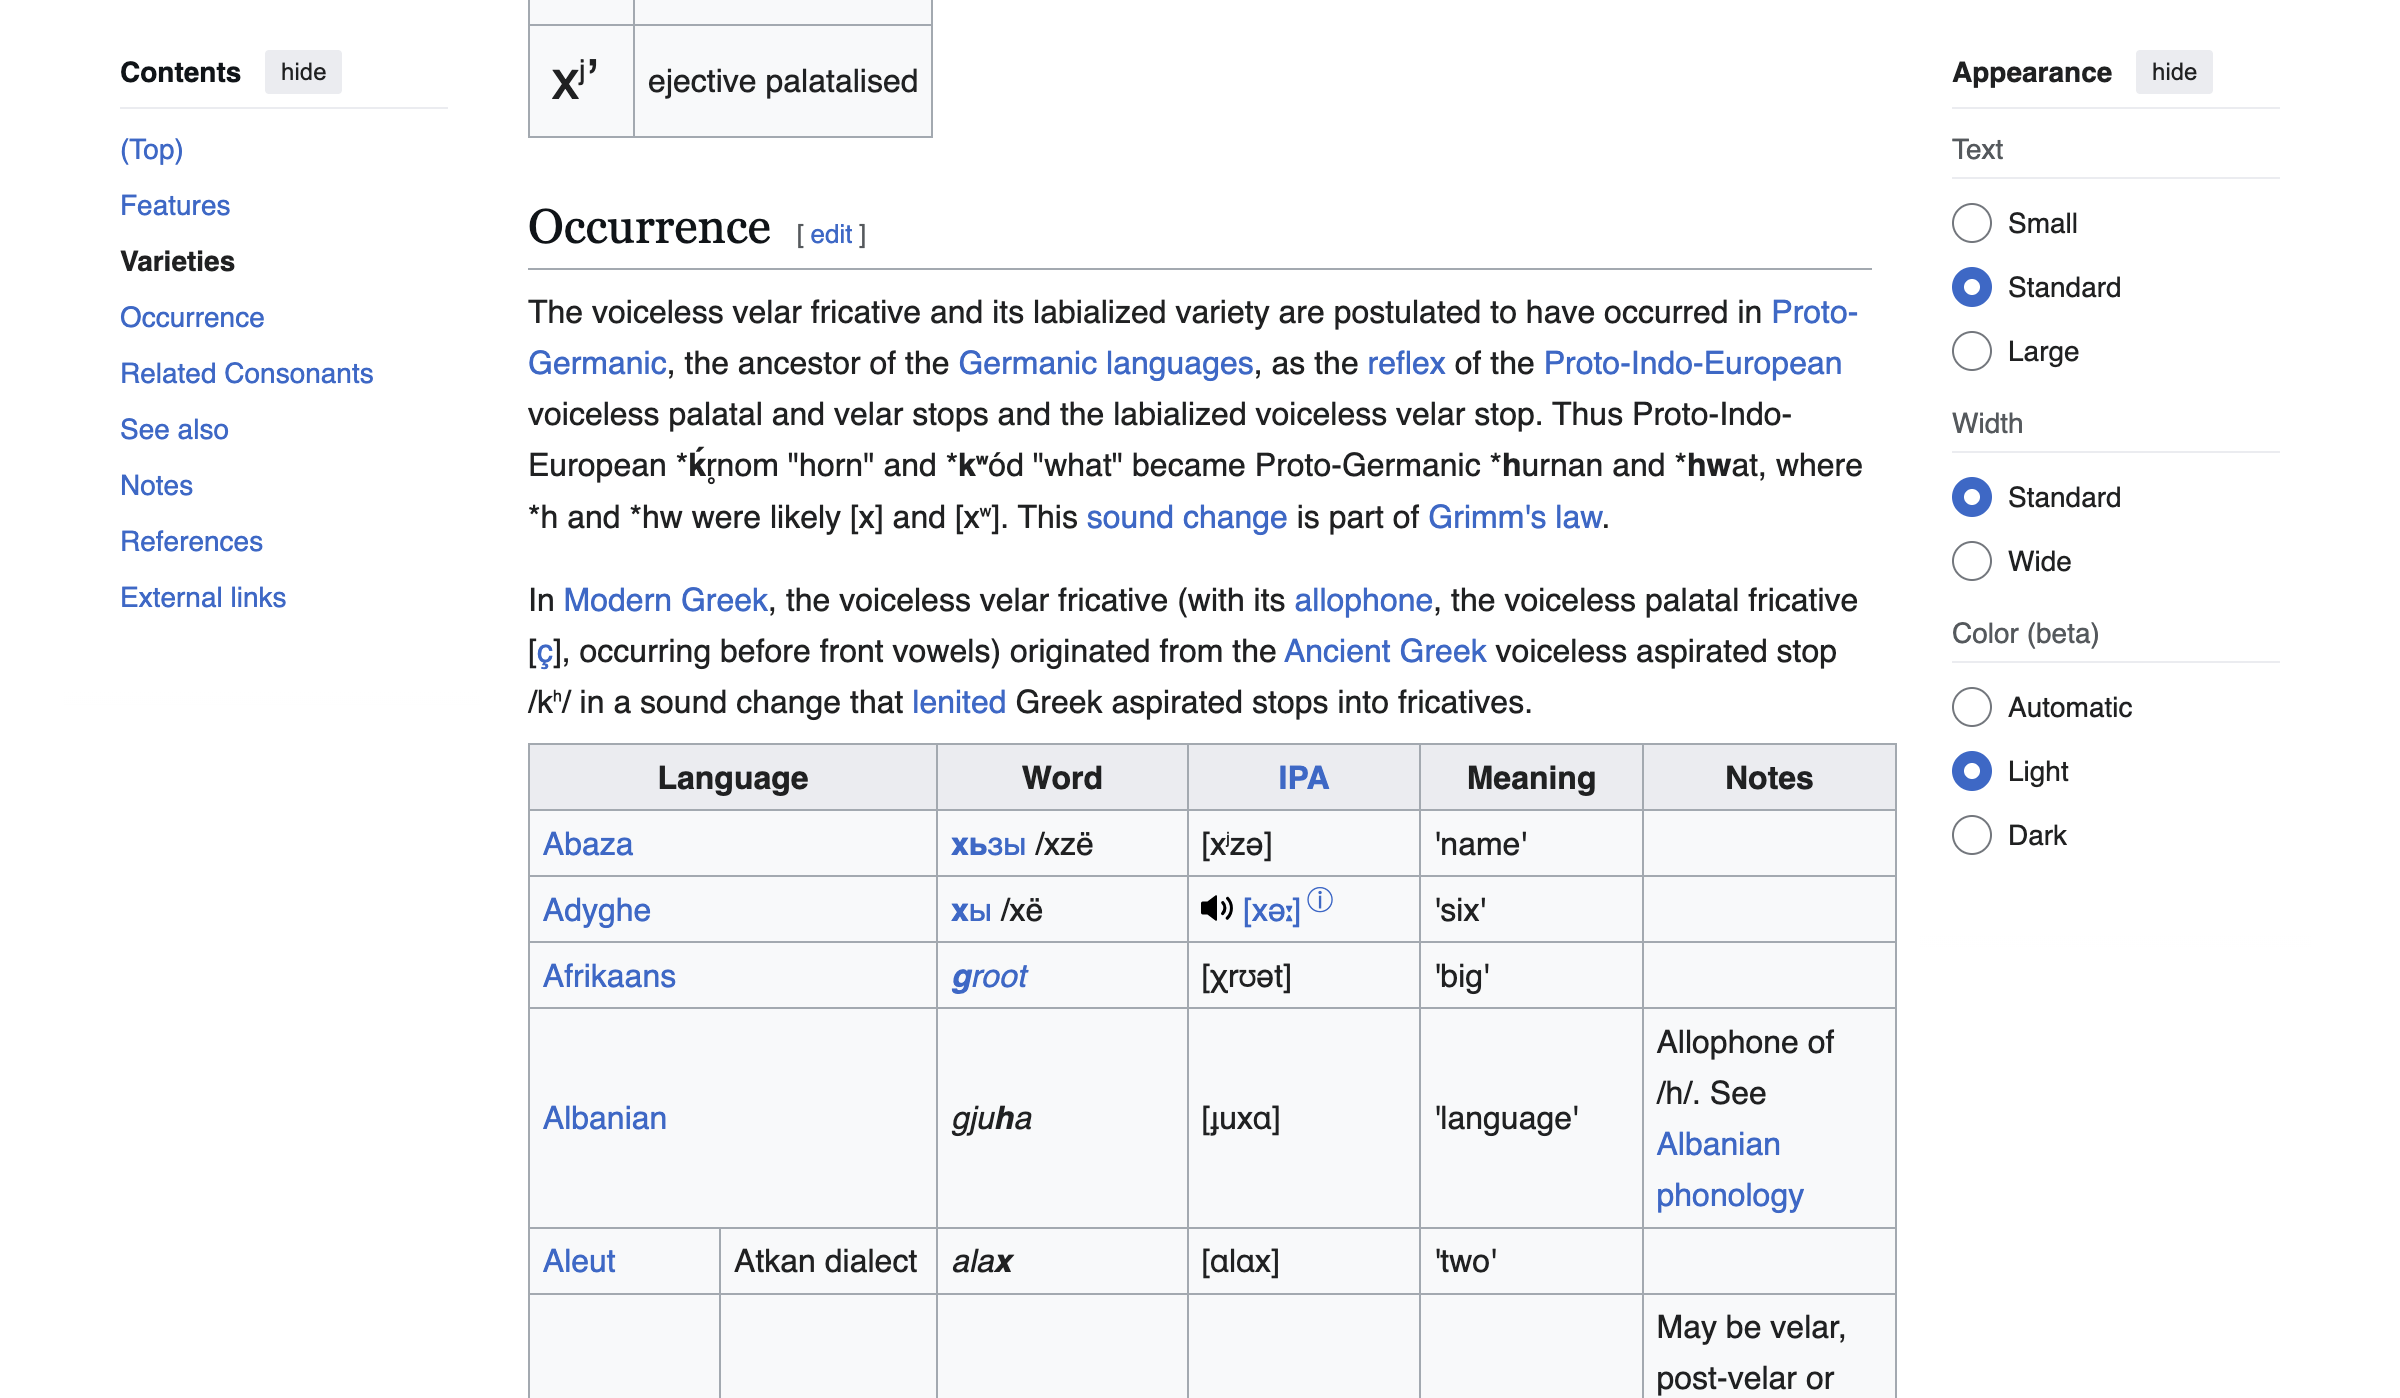 Contents hide
(Top)
Features
Varieties
Occurrence
Related Consonants
See also
Notes
References
External links
xʲʼ ejective palatalised
Occurrence [ edit ]
The voiceless velar fricative and its labialized variety are postulated to have occurred in Proto-
Germanic, the ancestor of the Germanic languages, as the reflex of the Proto-Indo-European
voiceless palatal and velar stops and the labialized voiceless velar stop. Thus Proto-Indo-
European *ḱr̥nom "horn" and *kʷód "what" became Proto-Germanic *hurnan and *hwat, where
*h and *hw were likely [x] and [xʷ]. This sound change is part of Grimm's law.
In Modern Greek, the voiceless velar fricative (with its allophone, the voiceless palatal fricative
[ç], occurring before front vowels) originated from the Ancient Greek voiceless aspirated stop
/kʰ/ in a sound change that lenited Greek aspirated stops into fricatives.
Language Word IPA Meaning Notes
Abaza хьзы /xzë [xʲzə] 'name'
Adyghe хы /xë [xəː] ⓘ 'six'
Afrikaans groot [χrʊət] 'big'
Albanian gjuha [ɟuxɑ] 'language' Allophone of
/h/. See
Albanian
phonology
Aleut Atkan dialect alax [ɑlɑx] 'two'
May be velar,
post-velar or
Appearance hide
Text
Small
Standard
Large
Width
Standard
Wide
Color (beta)
Automatic
Light
Dark